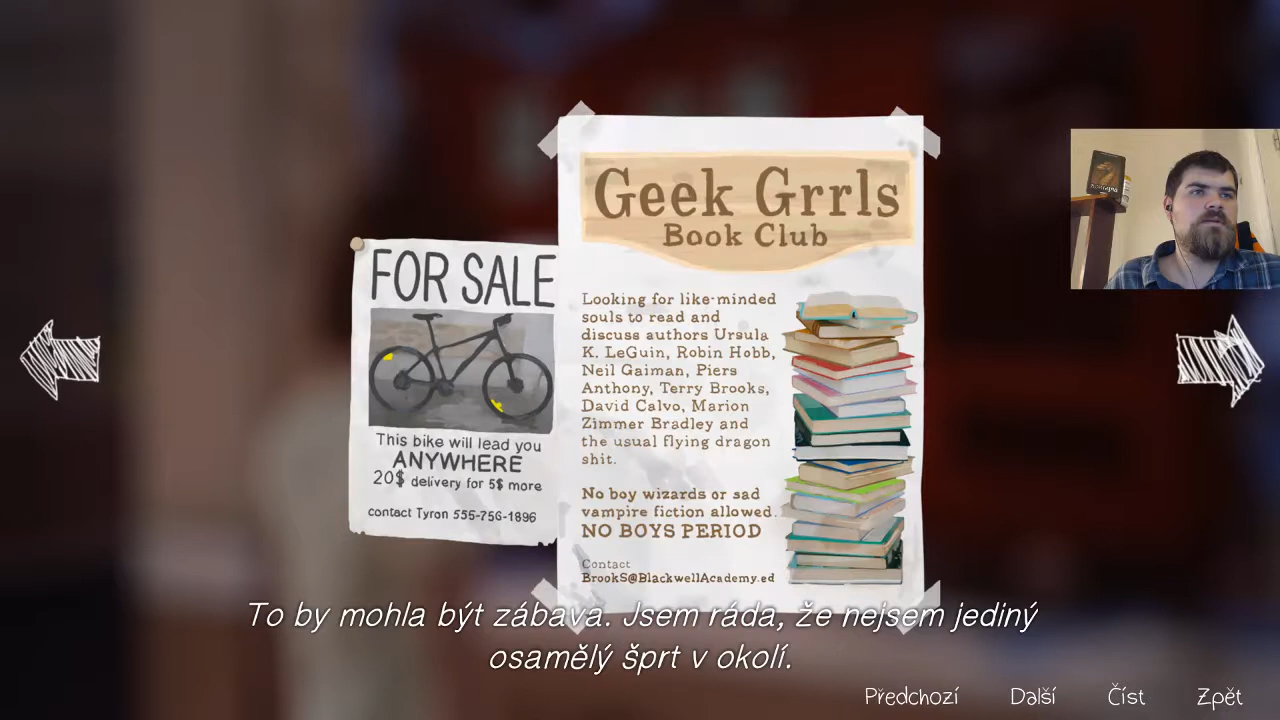 FOR SALE
This bike will lead you
ANYWHERE
20$ delivery for 5$ more
contact Tyron 555-756-1896
Geek Grrls
Book Club
Looking for like-minded
souls to read and
discuss authors Ursula
K. LeGuin, Robin Hobb,
Neil Gaiman, Piers
Anthony, Terry Brooks,
David Calvo, Marion
Zimmer Bradley and
the usual flying dragon
shit.
No boy wizards or sad
vampire fiction allowed.
NO BOYS PERIOD
Contact
BrookS@BlackwellAcademy.ed
To by mohla být zábava. Jsem ráda, že nejsem jediný
osamělý šprt v okolí.
Předchozí
Další
Číst
Zpět